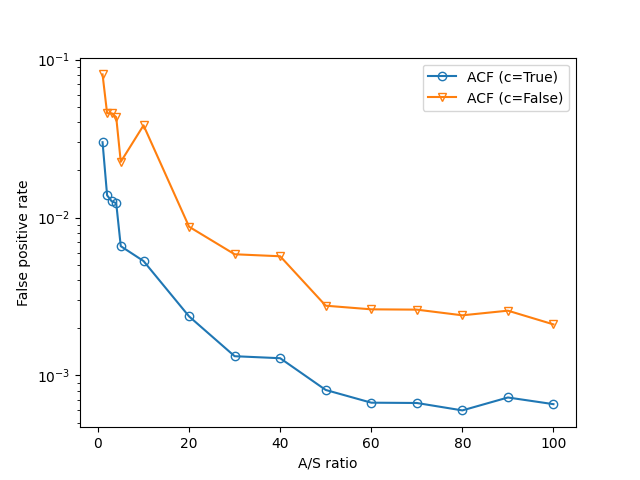 ACF (c=True)
ACF (c=False)
False positive rate
10⁻¹
10⁻²
10⁻³
0 20 40 60 80 100
A/S ratio